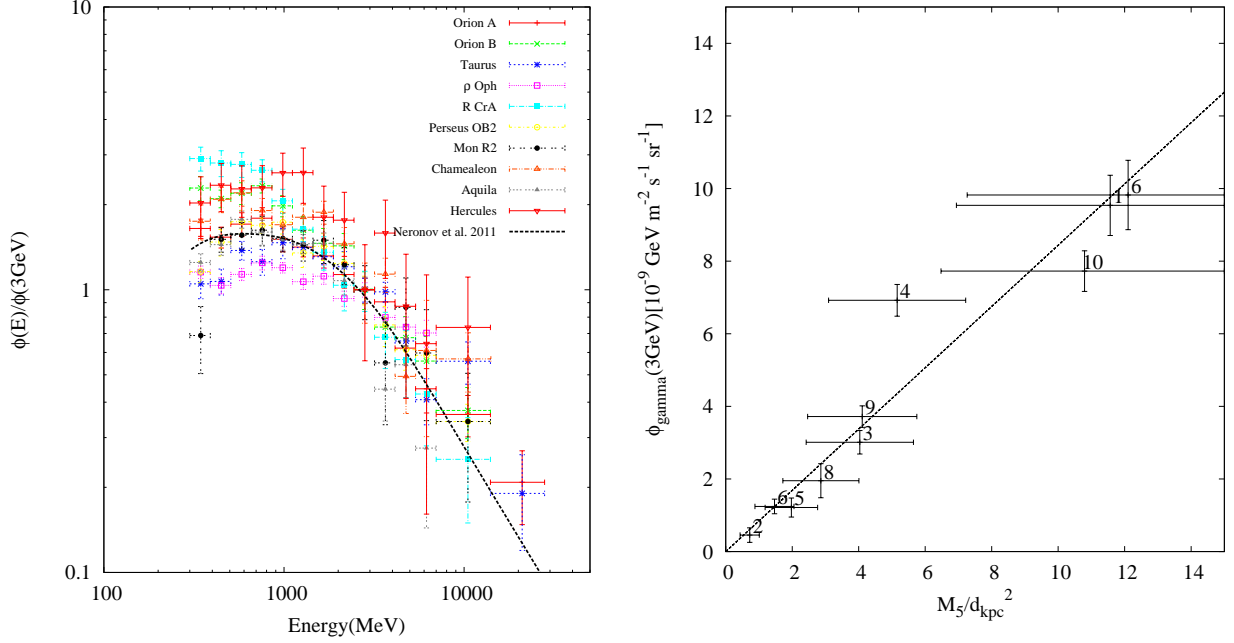 10
1
0.1
100
1000
10000
ϕ(E)/ϕ(3GeV)
Energy(MeV)
Orion A
Orion B
Taurus
ρ Oph
R CrA
Perseus OB2
Mon R2
Chamealeon
Aquila
Hercules
Neronov et al. 2011
14
12
10
8
6
4
2
0
0 2 4 6 8 10 12 14
ϕgamma(3GeV)[10⁻⁹ GeV m⁻² s⁻¹ sr⁻¹]
M₅/dkpc²
6
1
10
4
9
3
8
6
5
2